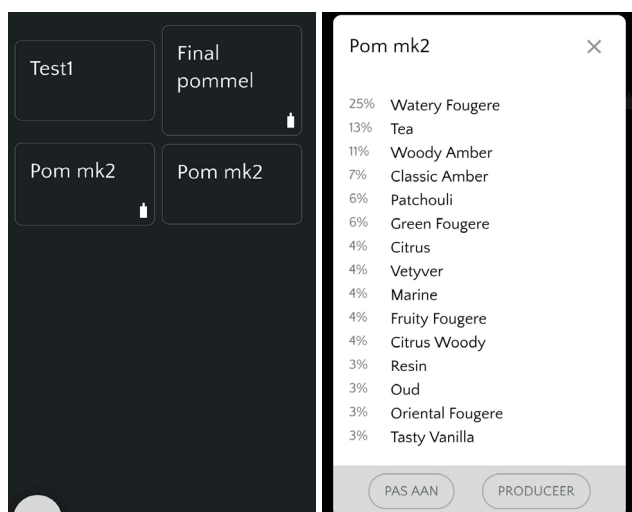 Test1
Final
pommel
Pom mk2
Pom mk2
Pom mk2
25% Watery Fougere
13% Tea
11% Woody Amber
7% Classic Amber
6% Patchouli
6% Green Fougere
4% Citrus
4% Vetyver
4% Marine
4% Fruity Fougere
4% Citrus Woody
3% Resin
3% Oud
3% Oriental Fougere
3% Tasty Vanilla
PAS AAN
PRODUCEER